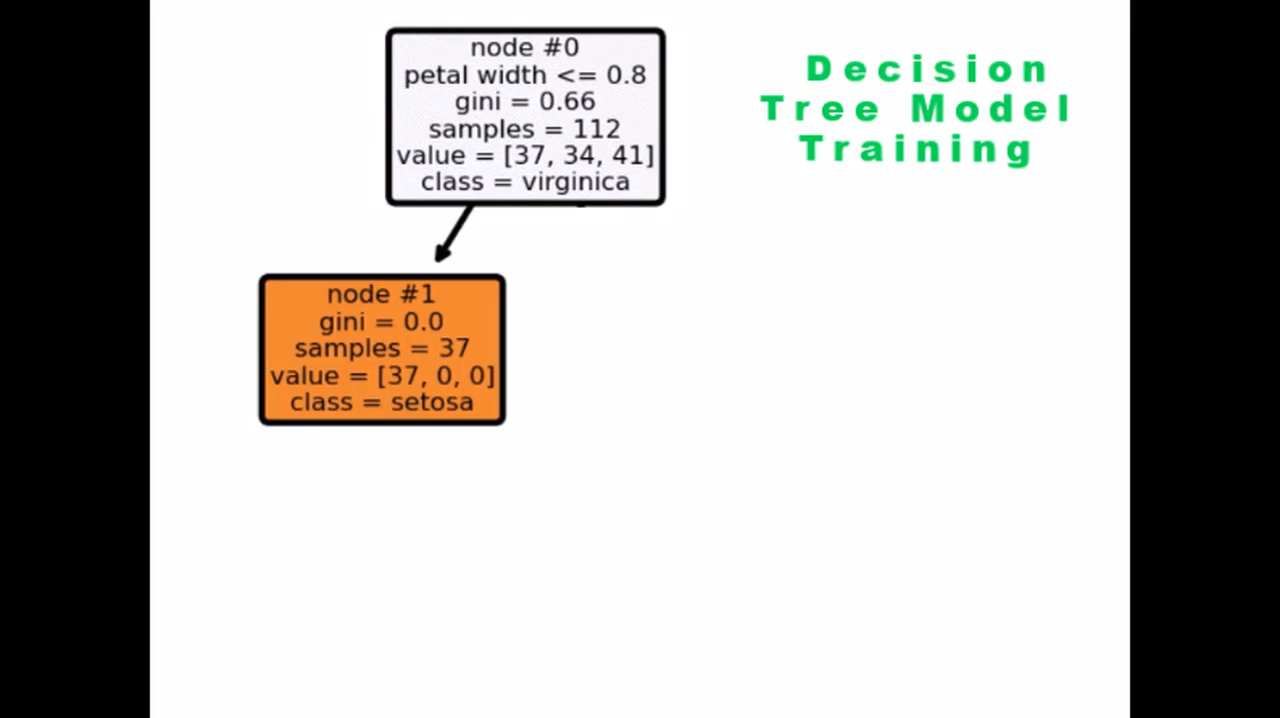 node #0
petal width <= 0.8
gini = 0.66
samples = 112
value = [37, 34, 41]
class = virginica
Decision
Tree Model
Training
node #1
gini = 0.0
samples = 37
value = [37, 0, 0]
class = setosa